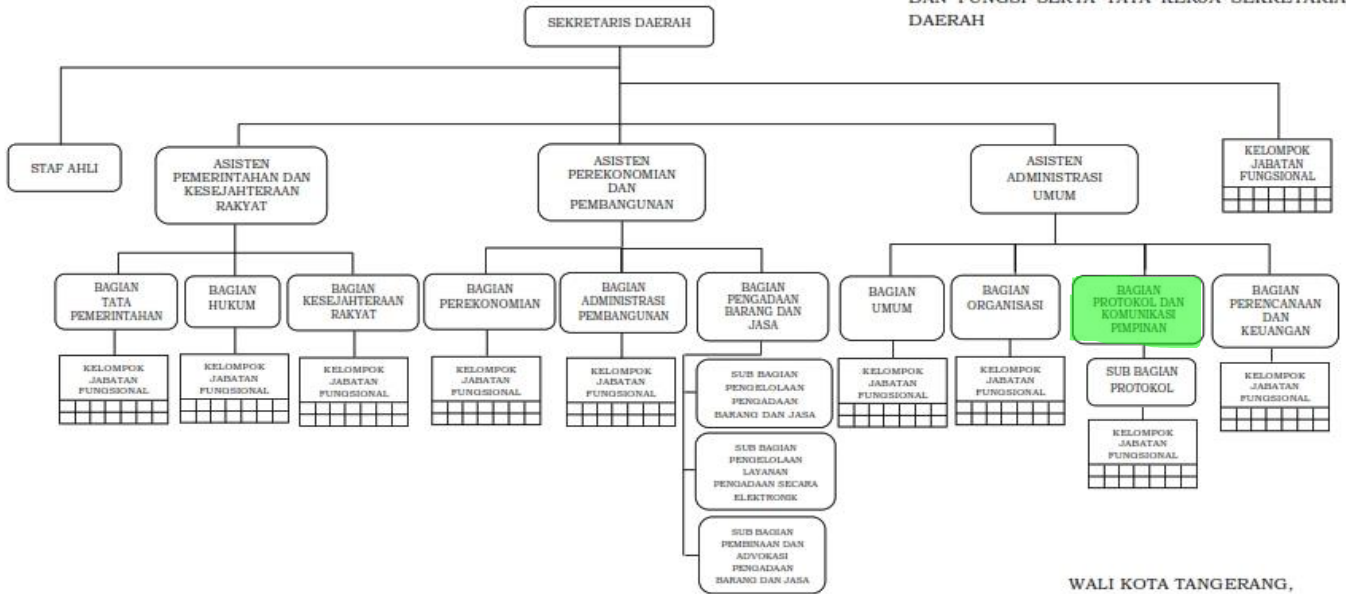 DAN FUNGSI SERTA TATA KERJA SEKRETARIA
DAERAH
SEKRETARIS DAERAH
STAF AHLI
ASISTEN
PEMERINTAHAN DAN
KESEJAHTERAAN
RAKYAT
ASISTEN
PEREKONOMIAN
DAN
PEMBANGUNAN
ASISTEN
ADMINISTRASI
UMUM
KELOMPOK
JABATAN
FUNGSIONAL
BAGIAN
TATA
PEMERINTAHAN
BAGIAN
HUKUM
BAGIAN
KESEJAHTERAAN
RAKYAT
BAGIAN
PEREKONOMIAN
BAGIAN
ADMINISTRASI
PEMBANGUNAN
BAGIAN
PENGADAAN
BARANG DAN
JASA
BAGIAN
UMUM
BAGIAN
ORGANISASI
BAGIAN
PROTOKOL DAN
KOMUNIKASI
PIMPINAN
BAGIAN
PERENCANAAN
DAN
KEUANGAN
KELOMPOK
JABATAN
FUNGSIONAL
KELOMPOK
JABATAN
FUNGSIONAL
KELOMPOK
JABATAN
FUNGSIONAL
KELOMPOK
JABATAN
FUNGSIONAL
KELOMPOK
JABATAN
FUNGSIONAL
SUB BAGIAN
PENGELOLAAN
PENGADAAN
BARANG DAN JASA
KELOMPOK
JABATAN
FUNGSIONAL
KELOMPOK
JABATAN
FUNGSIONAL
SUB BAGIAN
PROTOKOL
KELOMPOK
JABATAN
FUNGSIONAL
KELOMPOK
JABATAN
FUNGSIONAL
SUB BAGIAN
PENGELOLAAN
LAYANAN
PENGADAAN SECARA
ELEKTRONIK
SUB BAGIAN
PEMBINAAN DAN
ADVOKASI
PENGADAAN
BARANG DAN JASA
WALI KOTA TANGERANG,